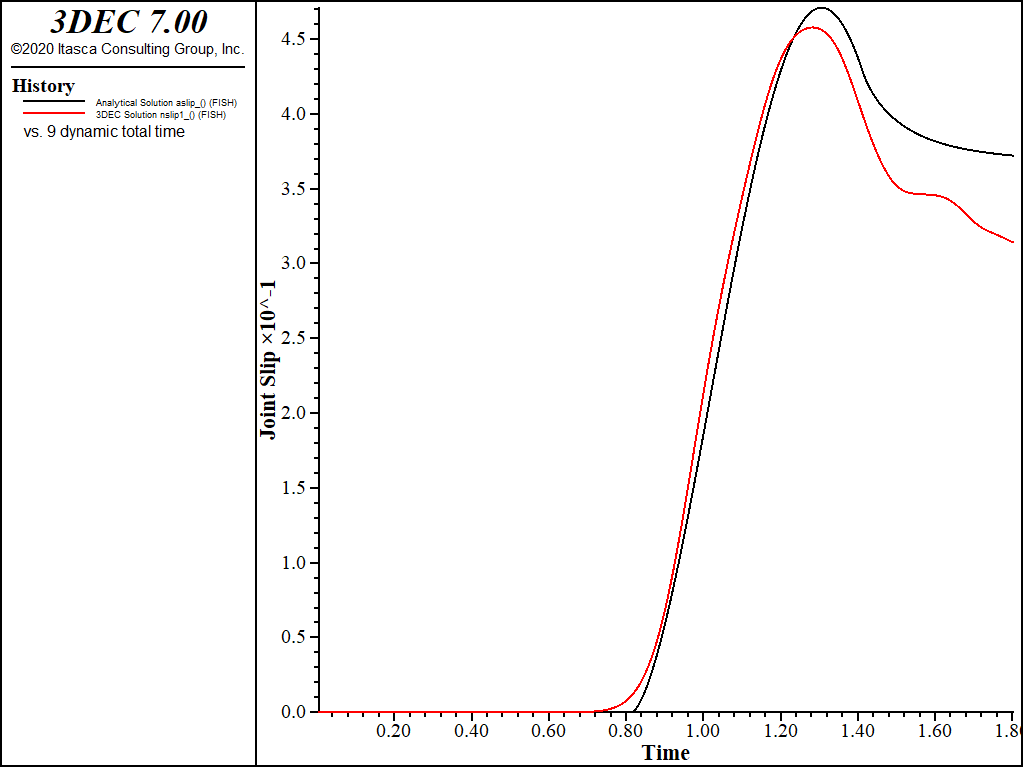 3DEC 7.00
©2020 Itasca Consulting Group, Inc.
History
Analytical Solution aslip_() (FISH)
3DEC Solution nslip1_() (FISH)
vs. 9 dynamic total time
4.5
4.0
3.5
3.0
2.5
2.0
1.5
1.0
0.5
0.0
Joint Slip ×10^-1
0.20 0.40 0.60 0.80 1.00 1.20 1.40 1.60 1.8
Time